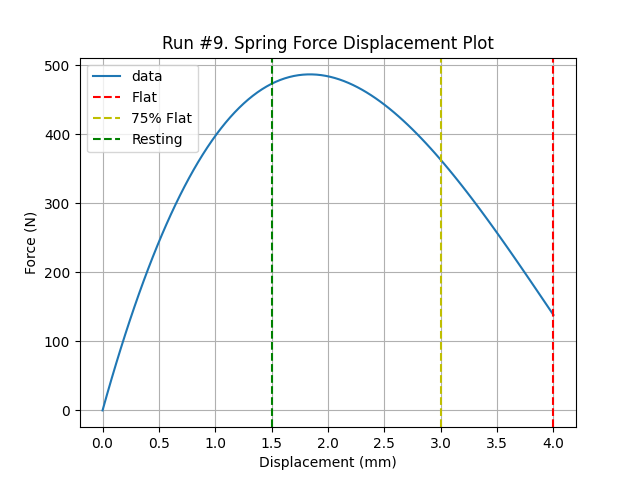 Run #9. Spring Force Displacement Plot
500
400
300
200
100
0
Force (N)
data
Flat
75% Flat
Resting
0.0 0.5 1.0 1.5 2.0 2.5 3.0 3.5 4.0
Displacement (mm)